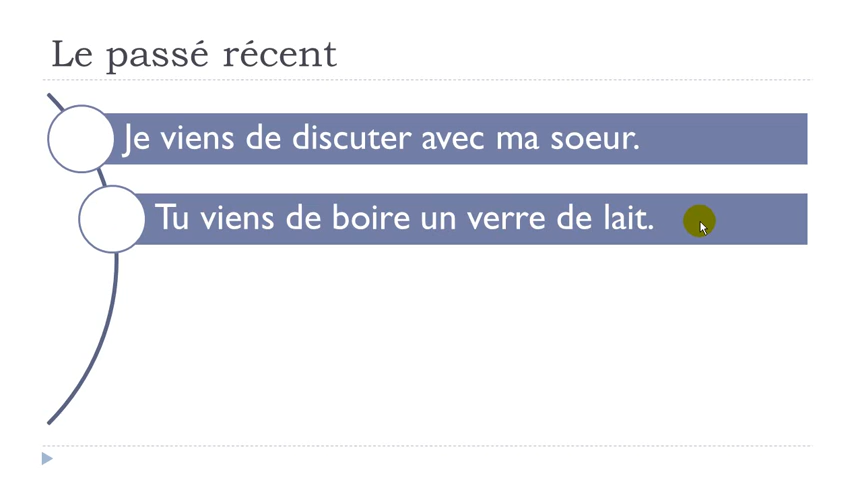 Le passé récent
Je viens de discuter avec ma soeur.
Tu viens de boire un verre de lait.